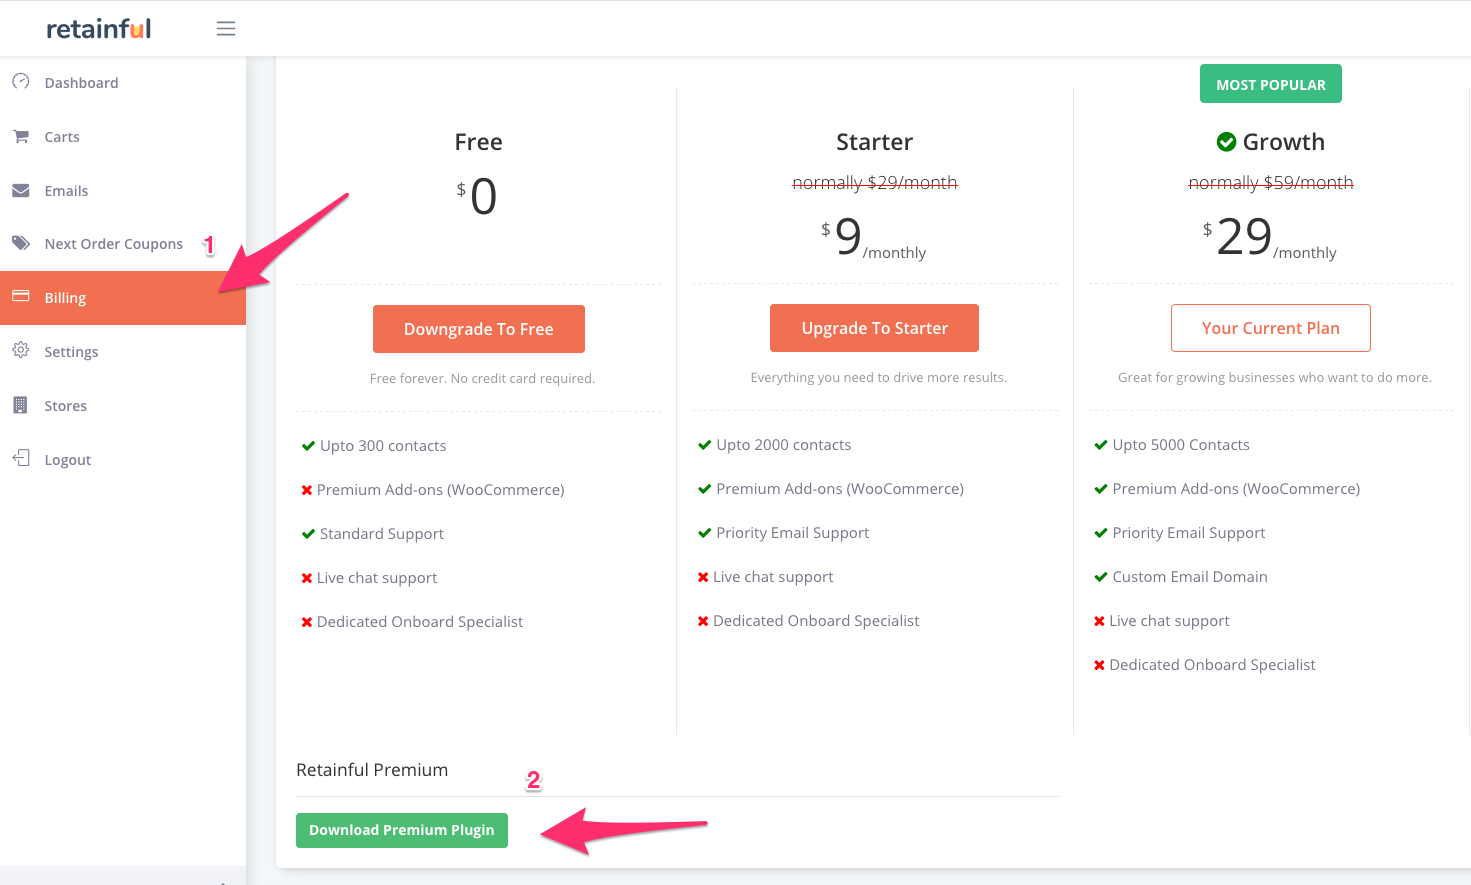 retainful
Dashboard
Carts
Emails
Next Order Coupons
1
Billing
Settings
Stores
Logout
Free
$0
Downgrade To Free
Free forever. No credit card required.
Upto 300 contacts
Premium Add-ons (WooCommerce)
Standard Support
Live chat support
Dedicated Onboard Specialist
Starter
normally $29/month
$9/monthly
Upgrade To Starter
Everything you need to drive more results.
Upto 2000 contacts
Premium Add-ons (WooCommerce)
Priority Email Support
Live chat support
Dedicated Onboard Specialist
MOST POPULAR
Growth
normally $59/month
$29/monthly
Your Current Plan
Great for growing businesses who want to do more.
Upto 5000 Contacts
Premium Add-ons (WooCommerce)
Priority Email Support
Custom Email Domain
Live chat support
Dedicated Onboard Specialist
Retainful Premium
2
Download Premium Plugin